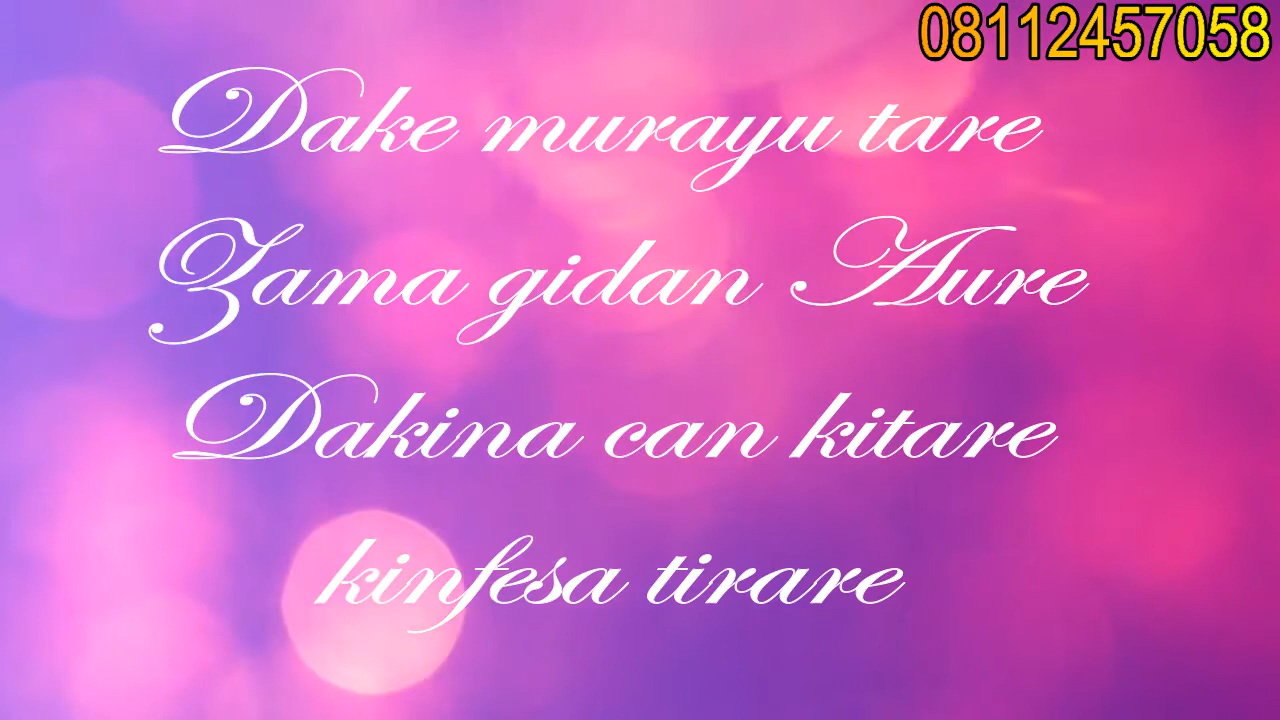 08112457058
Dake murayu tare
Zama gidan Aure
Dakina can kitare
kinfesa tirare